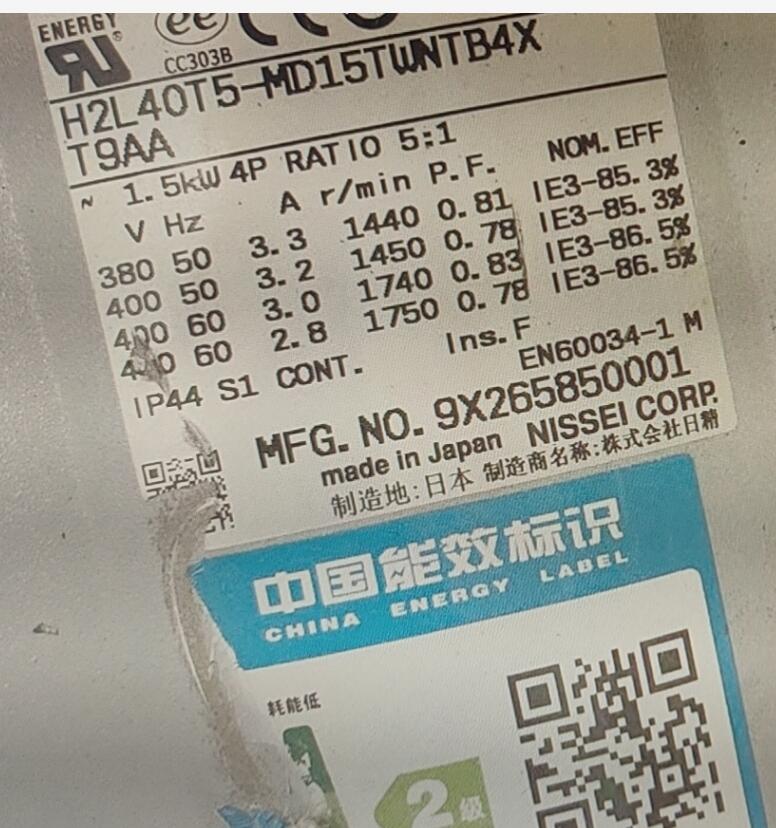 ENERGY
CC303B
H2L40T5-MD15TWNTB4X
T9AA
~ 1.5kW 4P RATIO 5:1
V Hz A r/min P.F. NOM.EFF
380 50 3.3 1440 0.81 IE3-85.3%
400 50 3.2 1450 0.78 IE3-85.3%
400 60 3.0 1740 0.83 IE3-86.5%
440 60 2.8 1750 0.78 IE3-86.5%
IP44 S1 CONT. Ins.F
EN60034-1 M
MFG. NO. 9X265850001
made in Japan NISSEI CORP.
制造地:日本 制造商名称:株式会社日精
中国能效标识
CHINA ENERGY LABEL
耗能低
2级